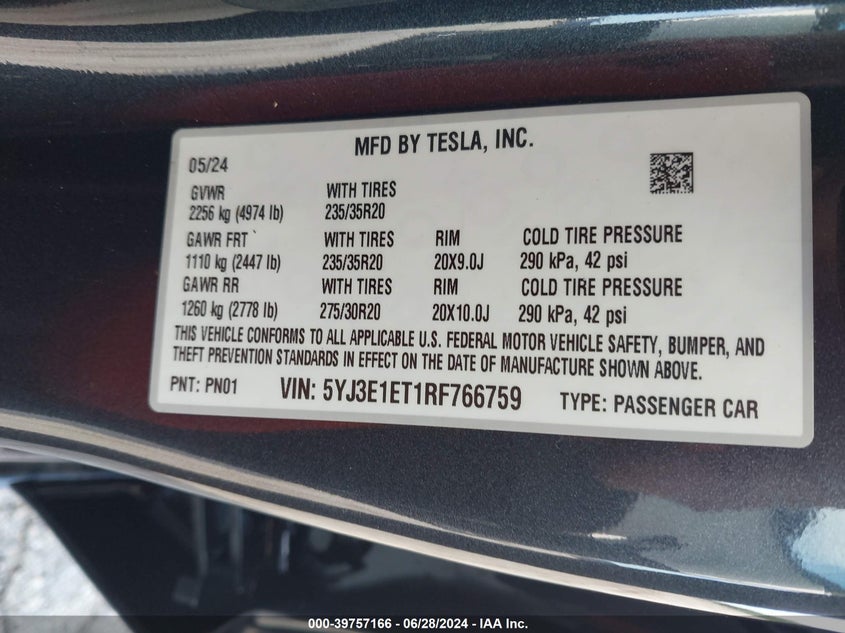 MFD BY TESLA, INC.
05/24
GVWR WITH TIRES
2256 kg (4974 lb) 235/35R20
GAWR FRT WITH TIRES RIM COLD TIRE PRESSURE
1110 kg (2447 lb) 235/35R20 20X9.0J 290 kPa, 42 psi
GAWR RR WITH TIRES RIM COLD TIRE PRESSURE
1260 kg (2778 lb) 275/30R20 20X10.0J 290 kPa, 42 psi
THIS VEHICLE CONFORMS TO ALL APPLICABLE U.S. FEDERAL MOTOR VEHICLE SAFETY, BUMPER, AND
THEFT PREVENTION STANDARDS IN EFFECT ON THE DATE OF MANUFACTURE SHOWN ABOVE.
PNT: PN01 VIN: 5YJ3E1ET1RF766759 TYPE: PASSENGER CAR
000-39757166 - 06/28/2024 - IAA Inc.